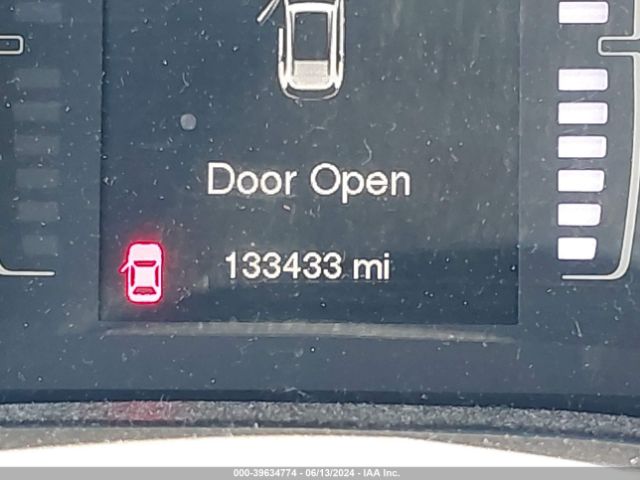 Door Open
133433 mi
000-39634774 - 06/13/2024 - IAA Inc.